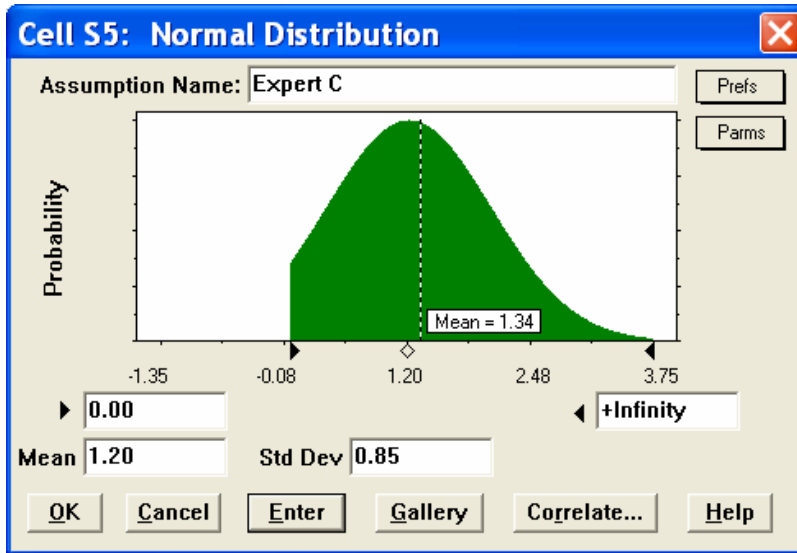 Cell S5: Normal Distribution
Assumption Name: Expert C
Prefs
Parms
Probability
Mean = 1.34
-1.35 -0.08 1.20 2.48 3.75
0.00 +Infinity
Mean 1.20 Std Dev 0.85
OK Cancel Enter Gallery Correlate... Help